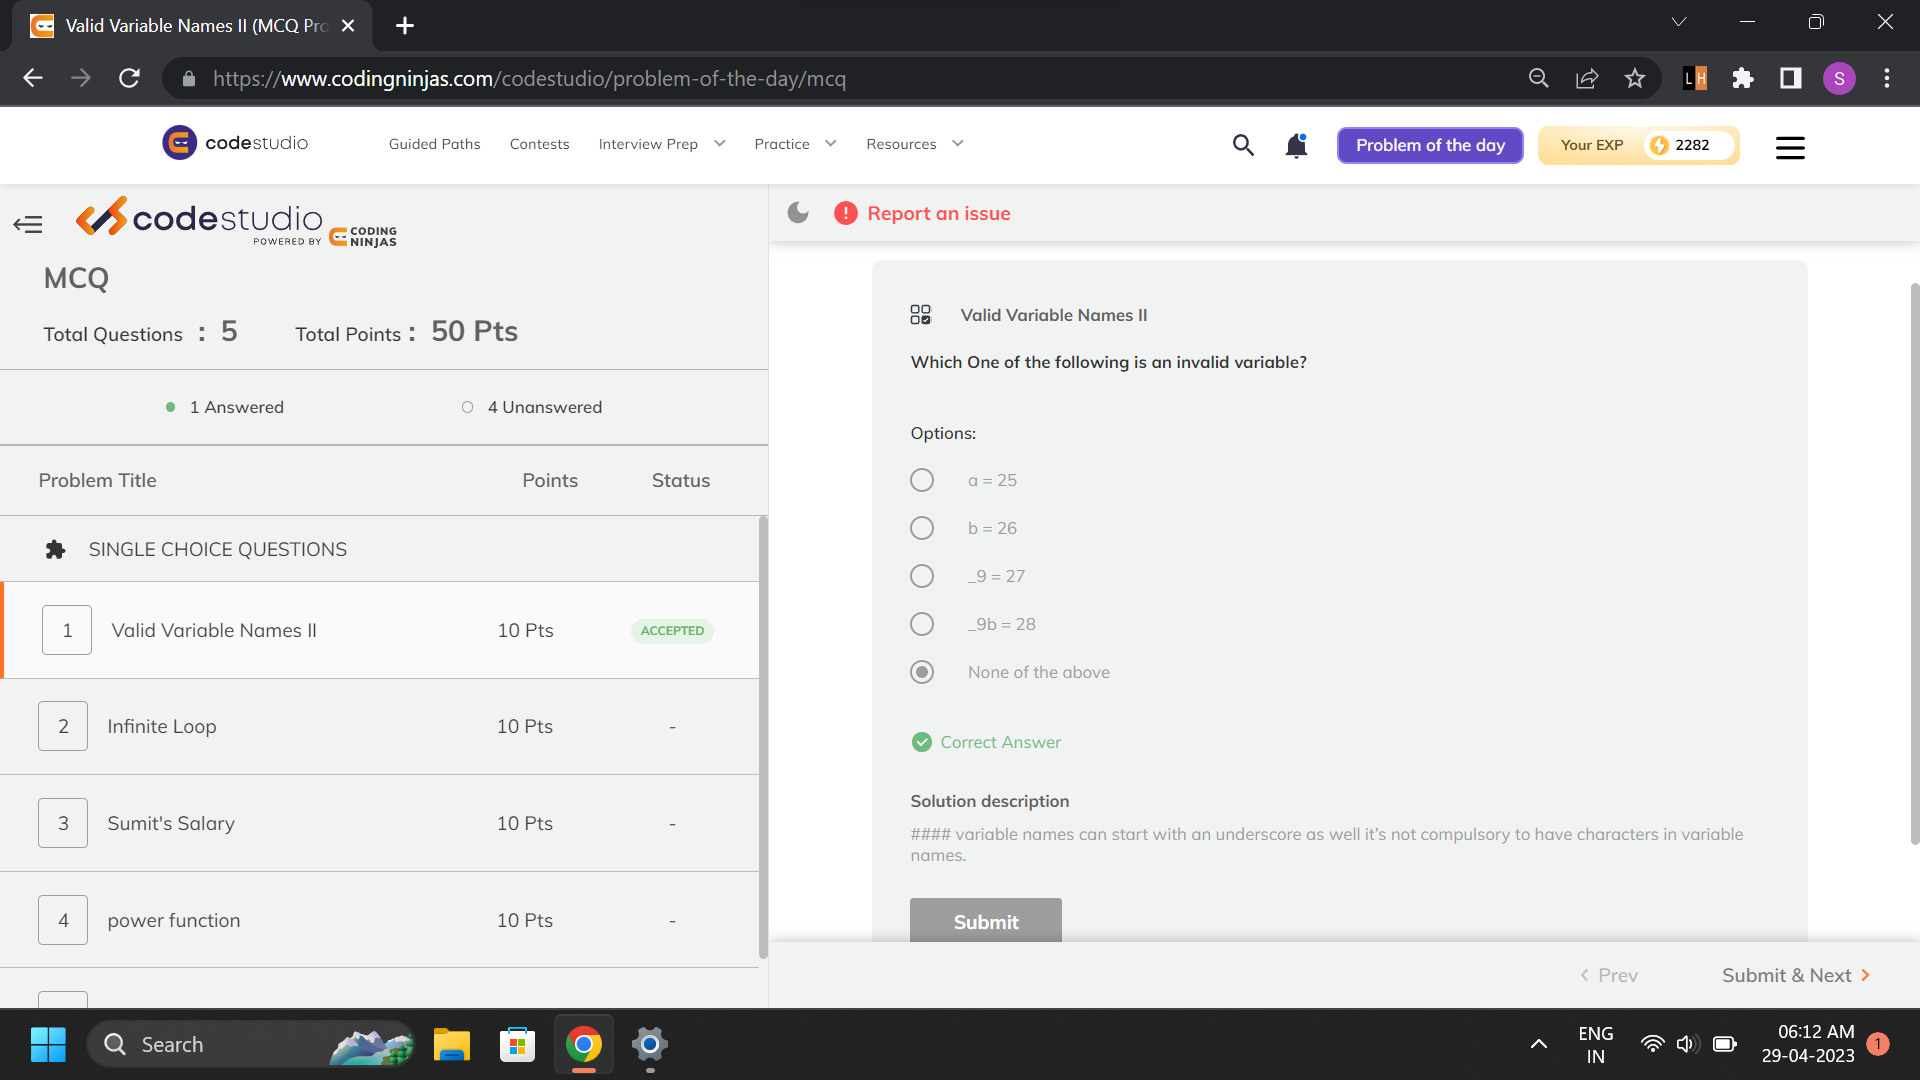 Valid Variable Names II (MCQ Pro
https://www.codingninjas.com/codestudio/problem-of-the-day/mcq
L H
S
codestudio
Guided Paths
Contests
Interview Prep
Practice
Resources
Problem of the day
Your EXP
2282
codestudio
POWERED BY
CODING
NINJAS
Report an issue
MCQ
Total Questions : 5
Total Points : 50 Pts
1 Answered
4 Unanswered
Problem Title
Points
Status
SINGLE CHOICE QUESTIONS
1
Valid Variable Names II
10 Pts
ACCEPTED
2
Infinite Loop
10 Pts
-
3
Sumit's Salary
10 Pts
-
4
power function
10 Pts
-
Valid Variable Names II
Which One of the following is an invalid variable?
Options:
a = 25
b = 26
_9 = 27
_9b = 28
None of the above
Correct Answer
Solution description
#### variable names can start with an underscore as well it’s not compulsory to have characters in variable
names.
Submit
Prev
Submit & Next
Search
ENG
IN
06:12 AM
29-04-2023
1